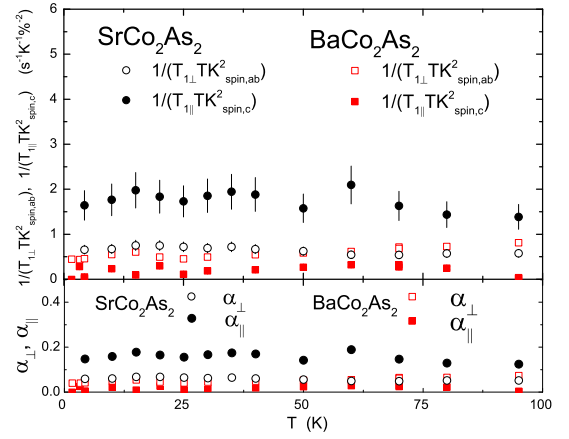 1/(T₁⊥TK²spin,ab), 1/(T₁∥TK²spin,c) (s⁻¹K⁻¹%⁻²)
6
5
4
3
2
1
0
SrCo₂As₂ BaCo₂As₂
1/(T₁⊥TK²spin,ab) 1/(T₁⊥TK²spin,ab)
1/(T₁∥TK²spin,c) 1/(T₁∥TK²spin,c)
α⊥, α∥
0.4
0.2
0.0
SrCo₂As₂ α⊥ BaCo₂As₂ α⊥
α∥ α∥
0 25 50 75 100
T (K)